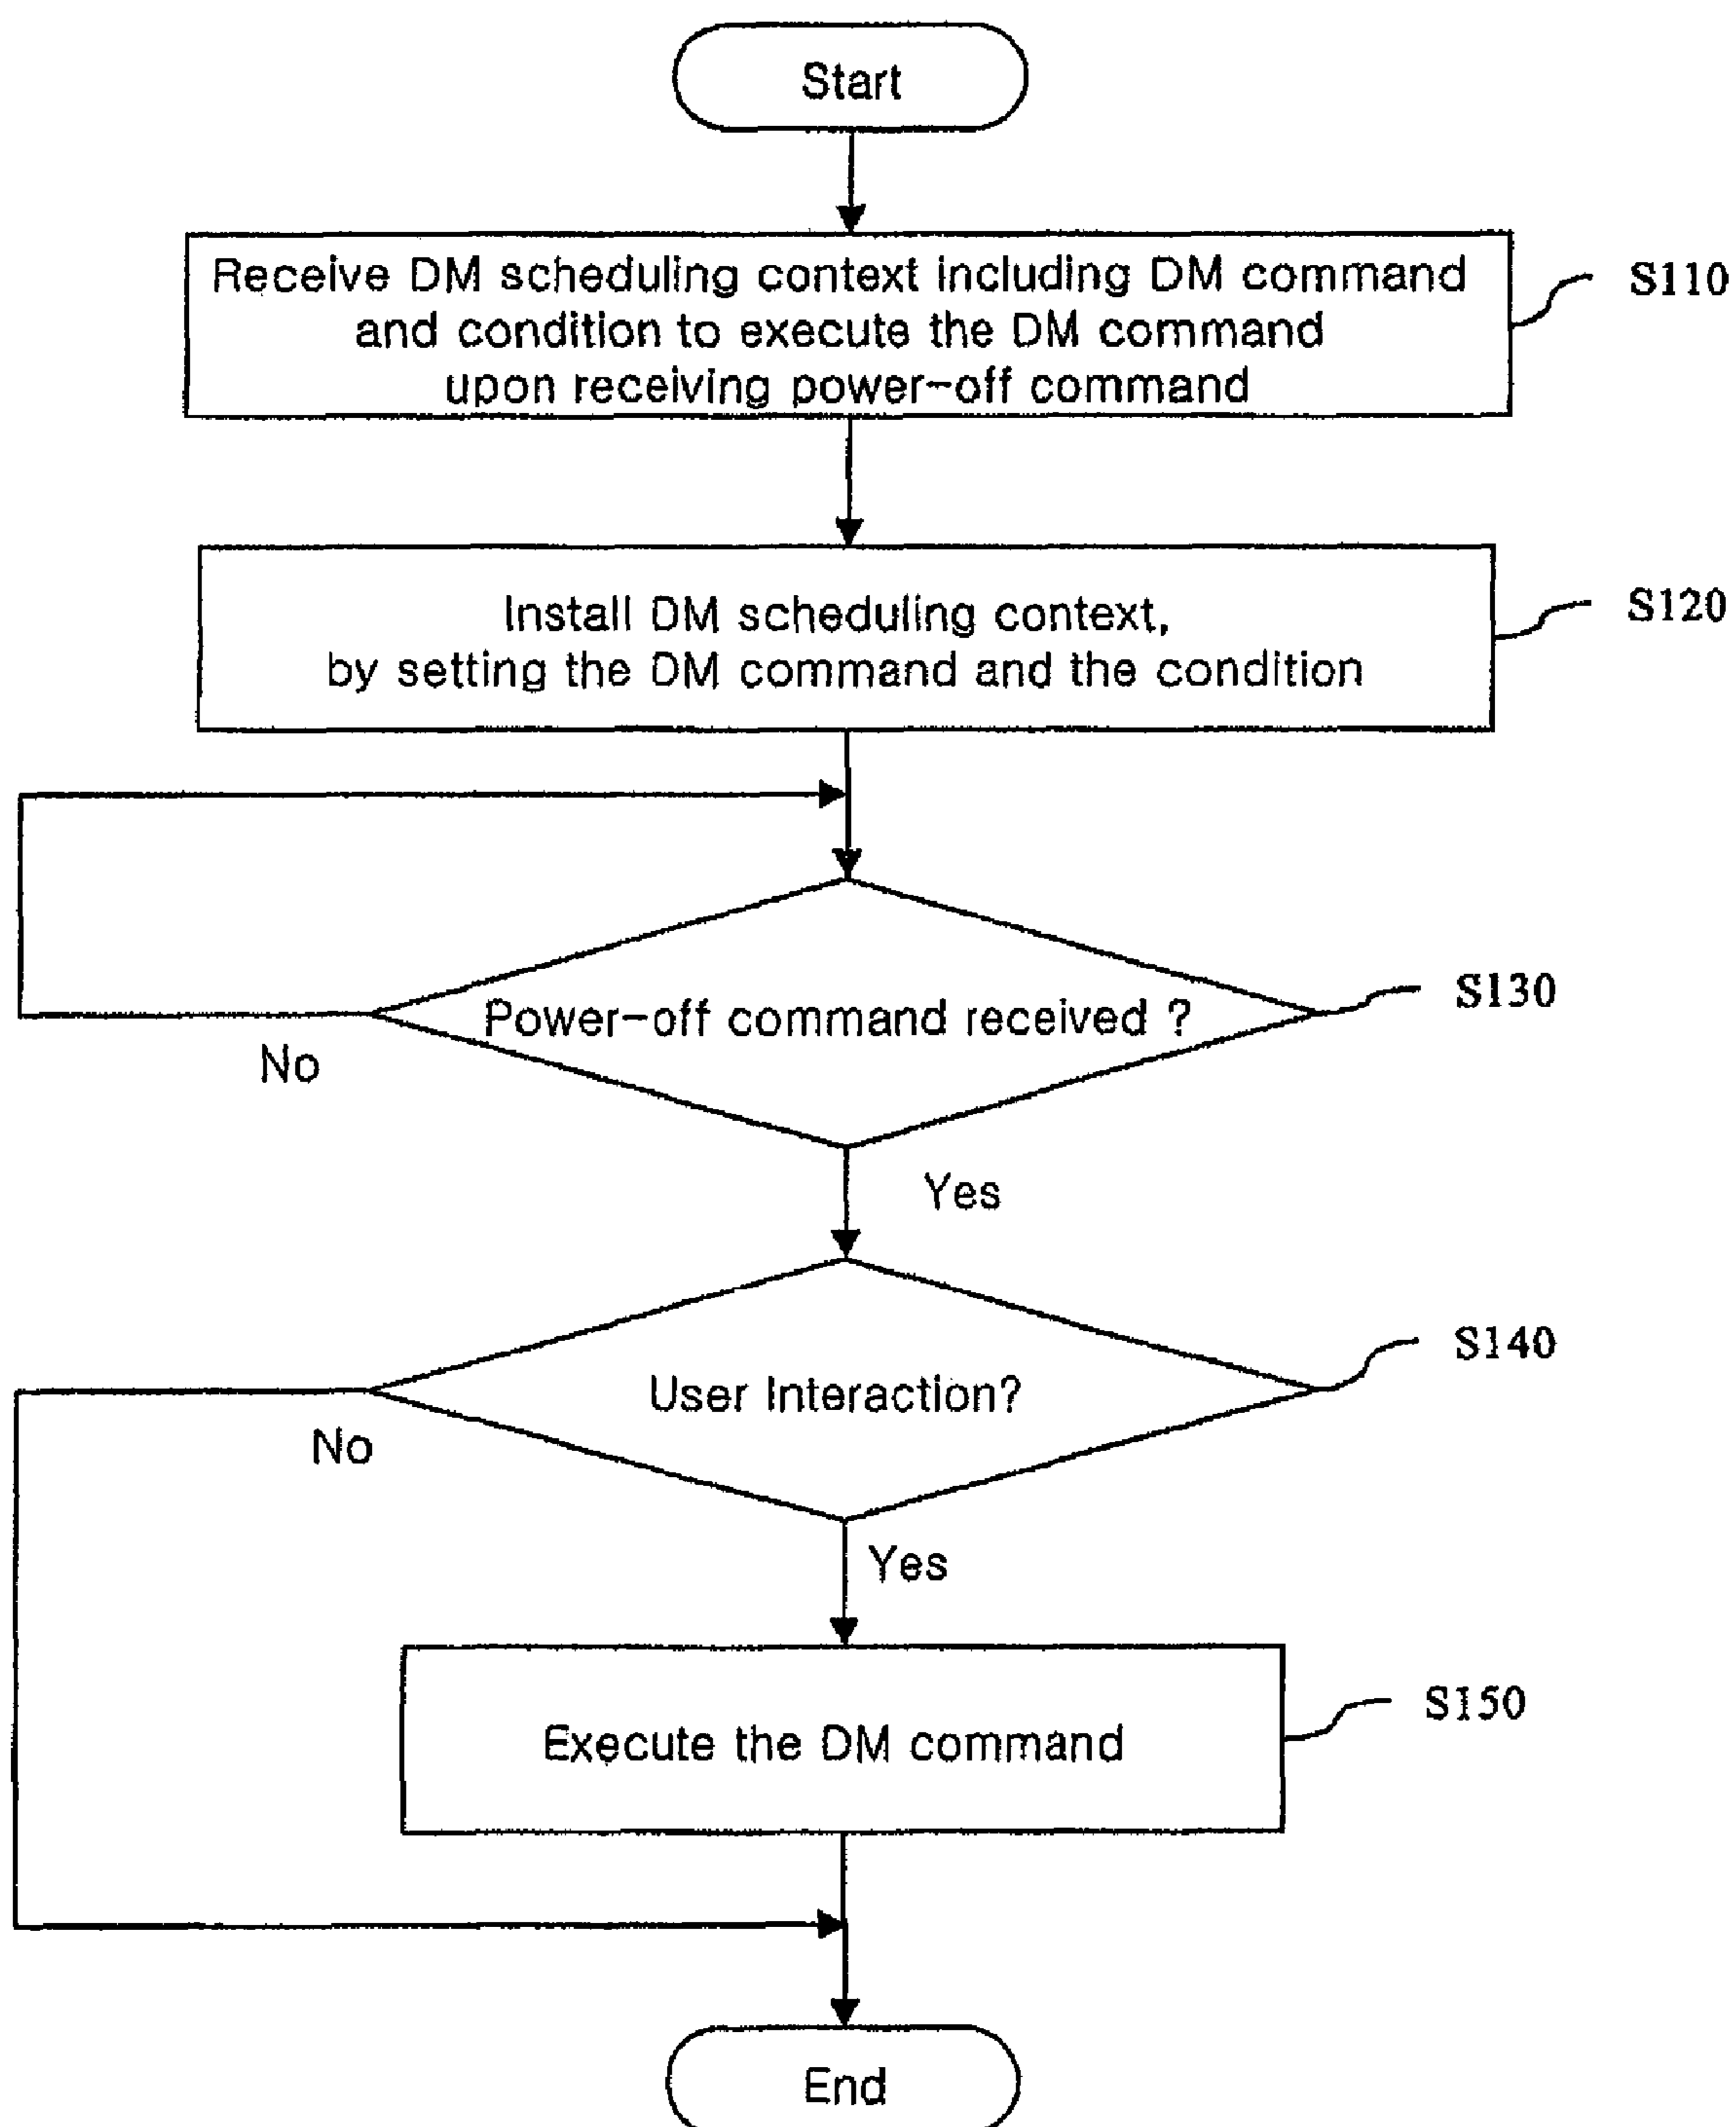 Start
Receive DM scheduling context including DM command
and condition to execute the DM command
upon receiving power-off command
S110
Install DM scheduling context,
by setting the DM command and the condition
S120
Power-off command received ?
S130
No
Yes
User Interaction?
S140
No
Yes
Execute the DM command
S150
End